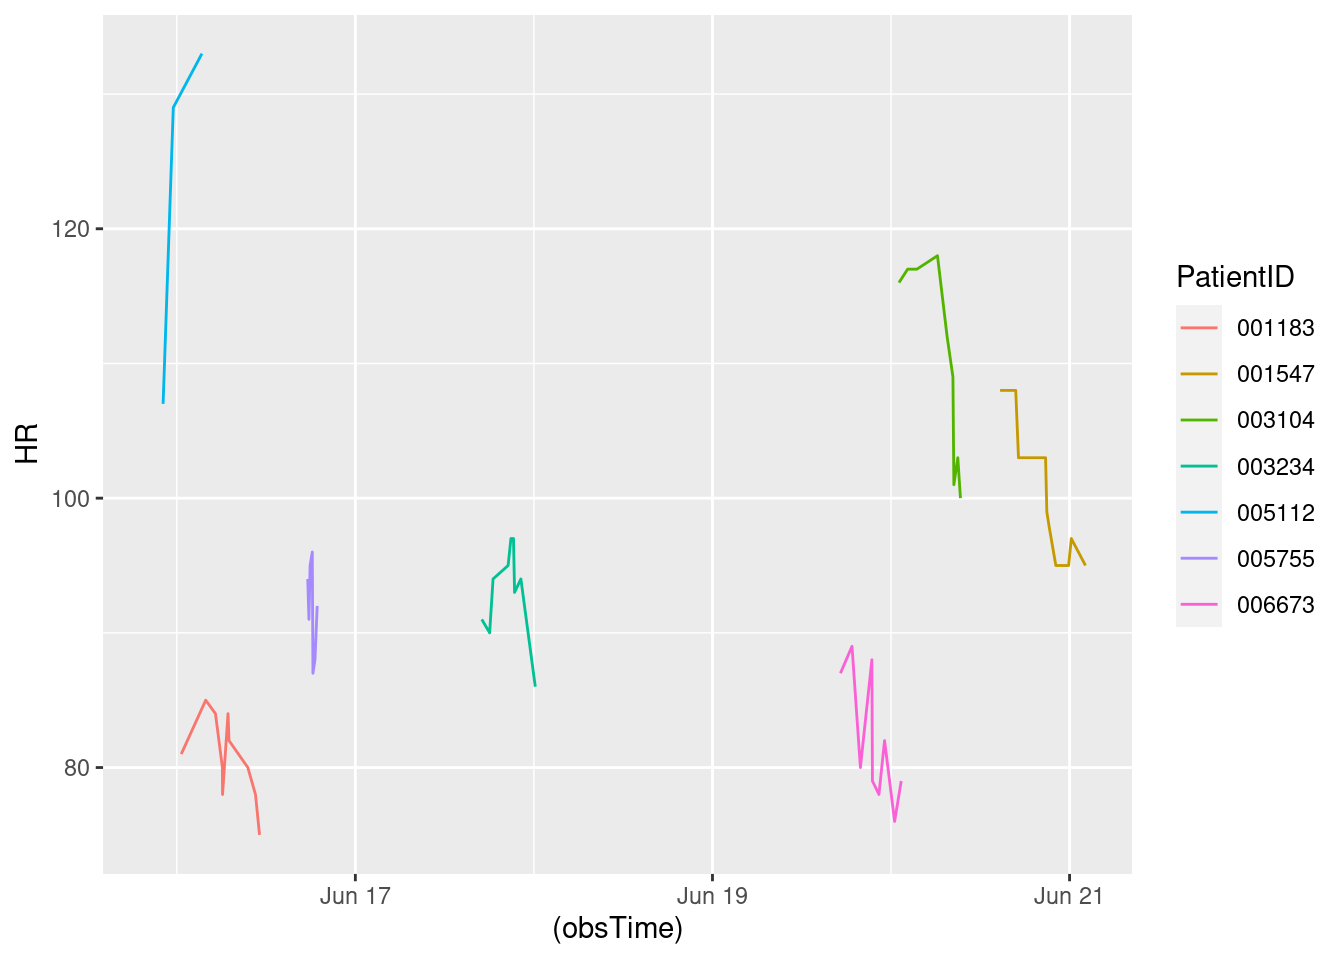 120
100
80
HR
Jun 17
Jun 19
Jun 21
(obsTime)
PatientID
001183
001547
003104
003234
005112
005755
006673